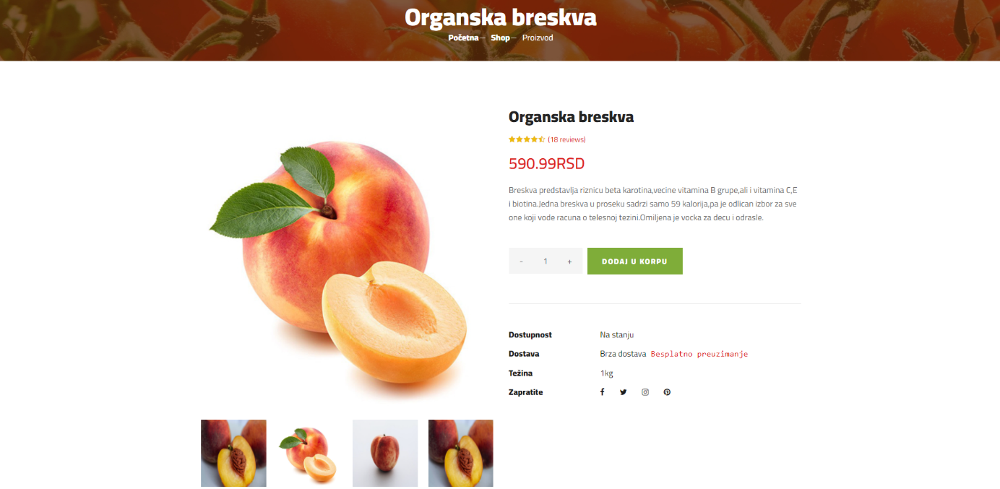 Organska breskva
Početna— Shop— Proizvod
Organska breskva
(18 reviews)
590.99RSD
Breskva predstavlja riznicu beta karotina,vecine vitamina B grupe,ali i vitamina C,E
i biotina.Jedna breskva u proseku sadrzi samo 59 kalorija,pa je odlican izbor za sve
one koji vode racuna o telesnoj tezini.Omiljena je vocka za decu i odrasle.
- 1 + DODAJ U KORPU
Dostupnost Na stanju
Dostava Brza dostava Besplatno preuzimanje
Težina 1kg
Zapratite